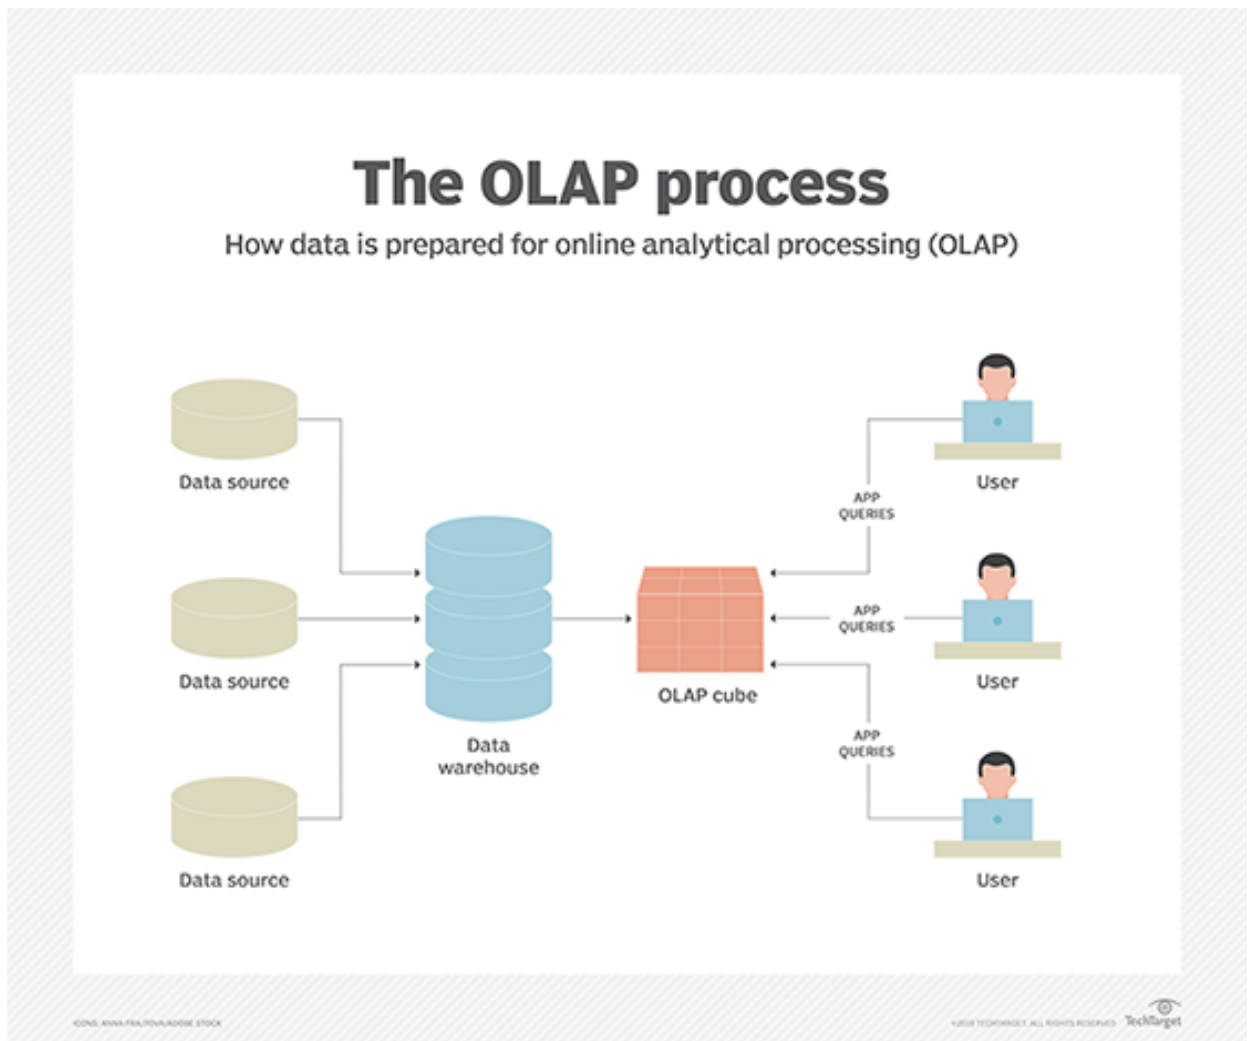 The OLAP process
How data is prepared for online analytical processing (OLAP)
Data source
User
APP
QUERIES
Data source
Data
warehouse
OLAP cube
APP
QUERIES
User
APP
QUERIES
Data source
User
TechTarget